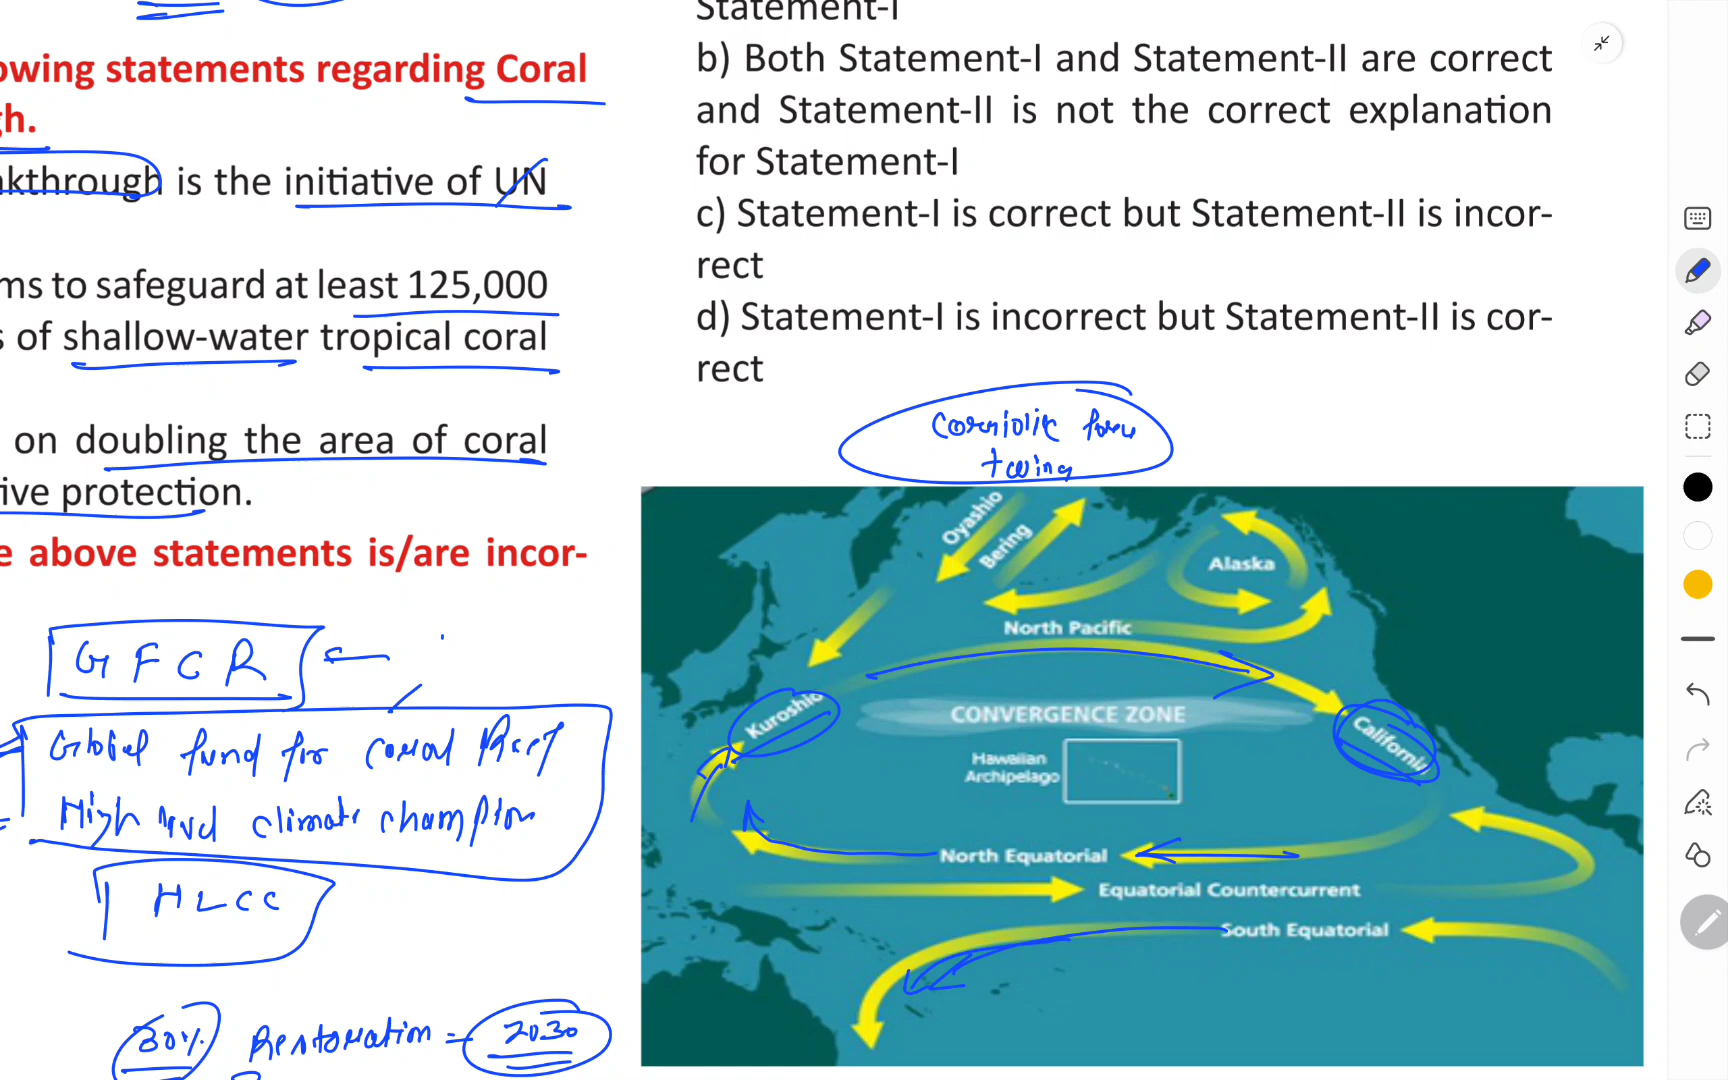 owing statements regarding Coral
gh.
akthrough is the initiative of UN
ms to safeguard at least 125,000
s of shallow-water tropical coral
on doubling the area of coral
ive protection.
e above statements is/are incor-
G F C R
Global fund for Coral Reef
High level climate champion
HLCC
30% Restoration = 2030
Statement-I
b) Both Statement-I and Statement-II are correct
and Statement-II is not the correct explanation
for Statement-I
c) Statement-I is correct but Statement-II is incor-
rect
d) Statement-I is incorrect but Statement-II is cor-
rect
force
Oyashio
Bering
Alaska
North Pacific
Kuroshio
CONVERGENCE ZONE
California
Hawaiian
Archipelago
North Equatorial
Equatorial Countercurrent
South Equatorial